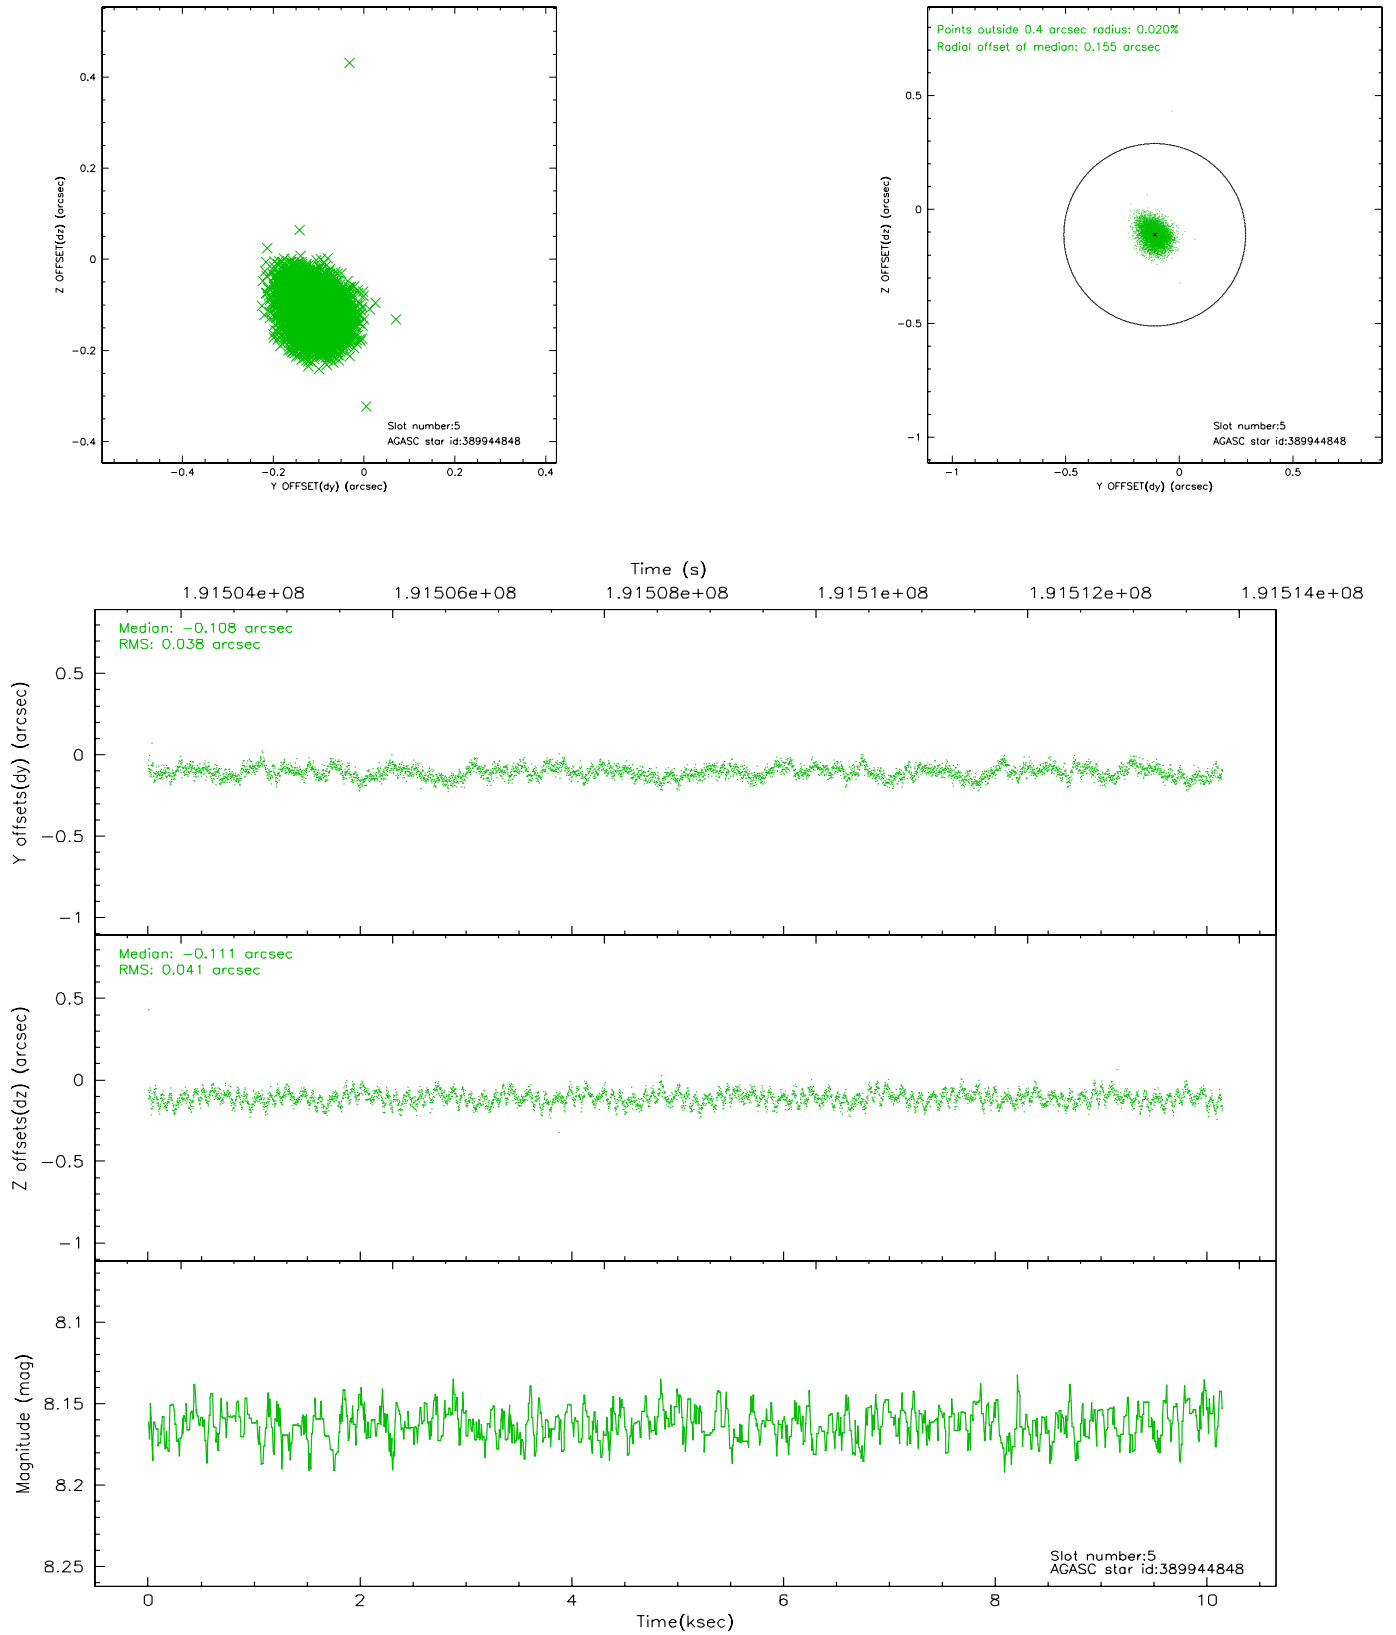 0.4
0.2
0
−0.2
−0.4
Z OFFSET(dz) (arcsec)
Slot number:5
AGASC star id:389944848
−0.4
−0.2
0
0.2
0.4
Y OFFSET(dy) (arcsec)
Points outside 0.4 arcsec radius: 0.020%
Radial offset of median: 0.155 arcsec
0.5
0
−0.5
−1
Z OFFSET(dz) (arcsec)
Slot number:5
AGASC star id:389944848
−1
−0.5
0
0.5
Y OFFSET(dy) (arcsec)
Time (s)
1.91504e+08
1.91506e+08
1.91508e+08
1.9151e+08
1.91512e+08
1.91514e+08
Median: −0.108 arcsec
RMS: 0.038 arcsec
0.5
0
−0.5
−1
Y offsets(dy) (arcsec)
Median: −0.111 arcsec
RMS: 0.041 arcsec
0.5
0
−0.5
−1
Z offsets(dz) (arcsec)
8.1
8.15
8.2
8.25
Magnitude (mag)
Slot number:5
AGASC star id:389944848
0
2
4
6
8
10
Time(ksec)